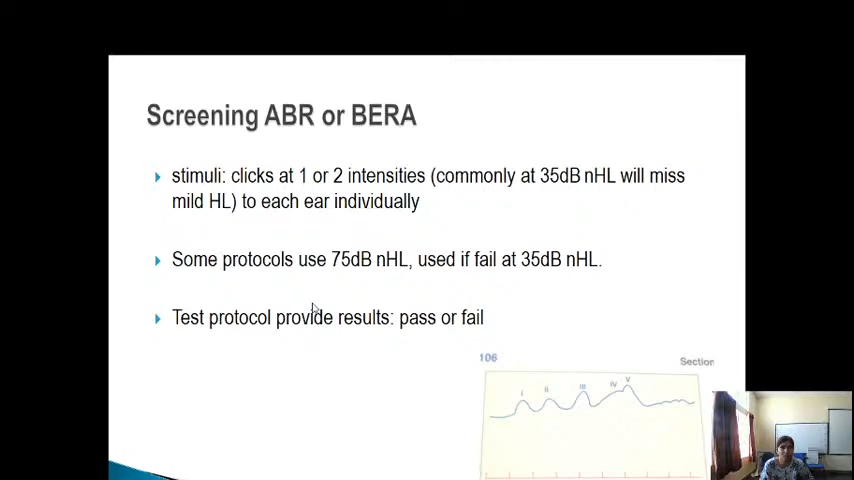 Screening ABR or BERA
stimuli: clicks at 1 or 2 intensities (commonly at 35dB nHL will miss
mild HL) to each ear individually
Some protocols use 75dB nHL, used if fail at 35dB nHL.
Test protocol provide results: pass or fail
106
Section
I II III IV V